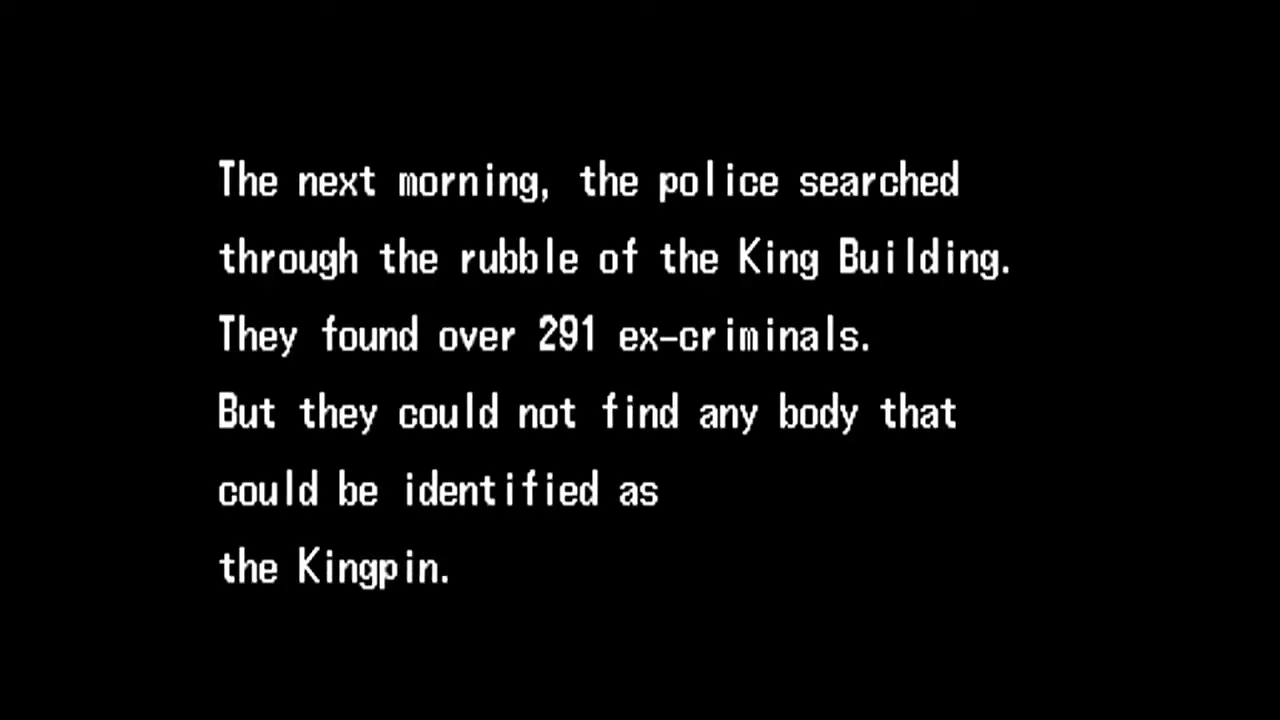 The next morning, the police searched
through the rubble of the King Building.
They found over 291 ex-criminals.
But they could not find any body that
could be identified as
the Kingpin.